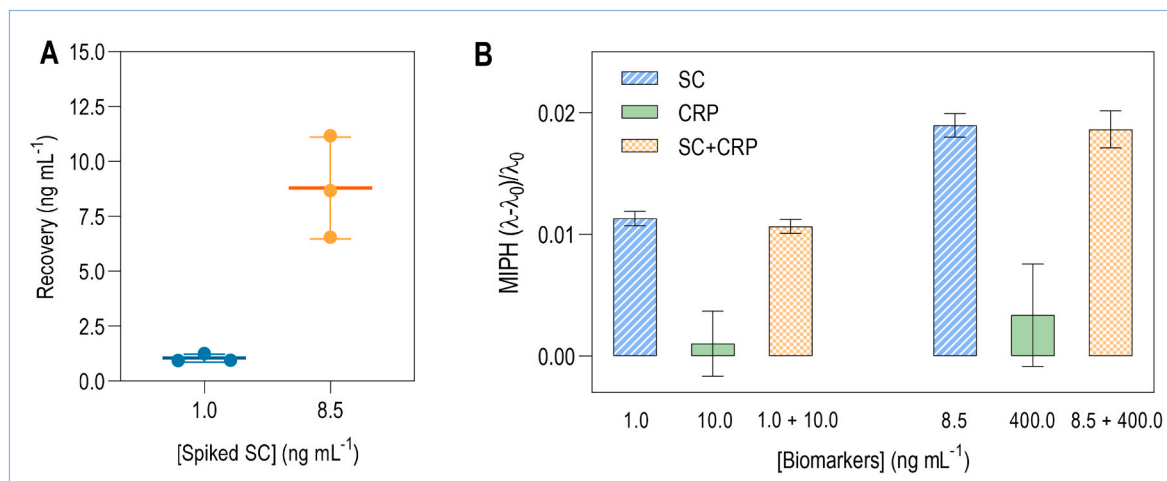 A
15.0
12.5
10.0
7.5
5.0
2.5
0.0
Recovery (ng mL⁻¹)
1.0
8.5
[Spiked SC] (ng mL⁻¹)
B
SC
CRP
SC+CRP
0.02
0.01
0.00
MIPH (λ-λ₀)/λ₀
1.0
10.0
1.0 + 10.0
8.5
400.0
8.5 + 400.0
[Biomarkers] (ng mL⁻¹)